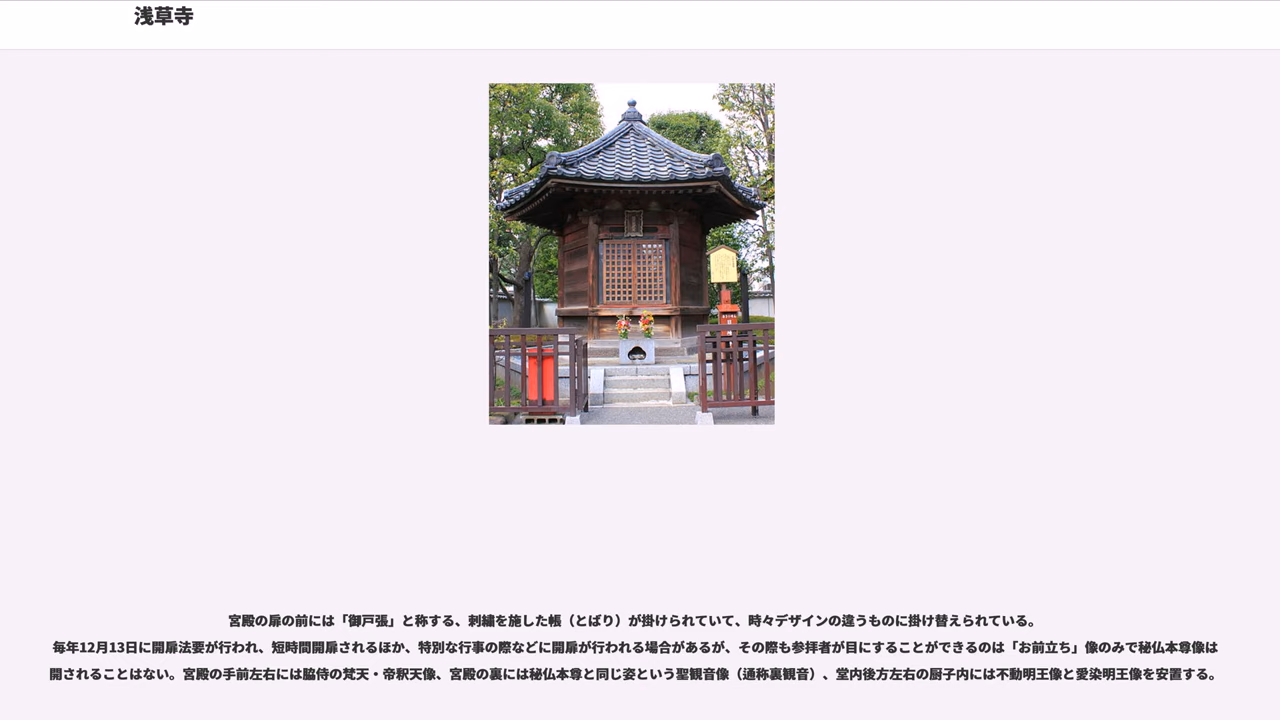 浅草寺
宮殿の扉の前には「御戸張」と称する、刺繍を施した帳（とばり）が掛けられていて、時々デザインの違うものに掛け替えられている。
毎年12月13日に開扉法要が行われ、短時間開扉されるほか、特別な行事の際などに開扉が行われる場合があるが、その際も参拝者が目にすることができるのは「お前立ち」像のみで秘仏本尊像は
開されることはない。宮殿の手前左右には脇侍の梵天・帝釈天像、宮殿の裏には秘仏本尊と同じ姿という聖観音像（通称裏観音）、堂内後方左右の厨子内には不動明王像と愛染明王像を安置する。